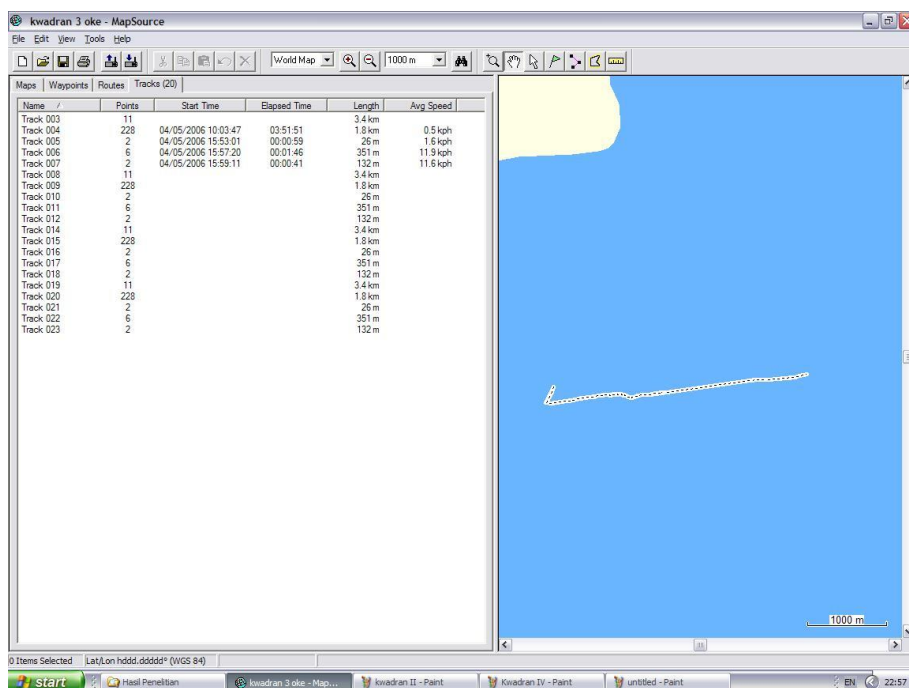 kwadran 3 oke - MapSource
File Edit View Tools Help
World Map 1000 m
Maps Waypoints Routes Tracks (20)
Name Points Start Time Elapsed Time Length Avg Speed
Track 003 11 3.4 km
Track 004 228 04/05/2006 10:03:47 03:51:51 1.8 km 0.5 kph
Track 005 2 04/05/2006 15:53:01 00:00:59 26 m 1.6 kph
Track 006 6 04/05/2006 15:57:20 00:01:46 351 m 11.9 kph
Track 007 2 04/05/2006 15:59:11 00:00:41 132 m 11.6 kph
Track 008 11 3.4 km
Track 009 228 1.8 km
Track 010 2 26 m
Track 011 6 351 m
Track 012 2 132 m
Track 014 11 3.4 km
Track 015 228 1.8 km
Track 016 2 26 m
Track 017 6 351 m
Track 018 2 132 m
Track 019 11 3.4 km
Track 020 228 1.8 km
Track 021 2 26 m
Track 022 6 351 m
Track 023 2 132 m
1000 m
0 Items Selected Lat/Lon hddd.ddddd° (WGS 84)
start Hasil Penelitian kwadran 3 oke - Map... kwadran II - Paint Kwadran IV - Paint untitled - Paint EN 22:57